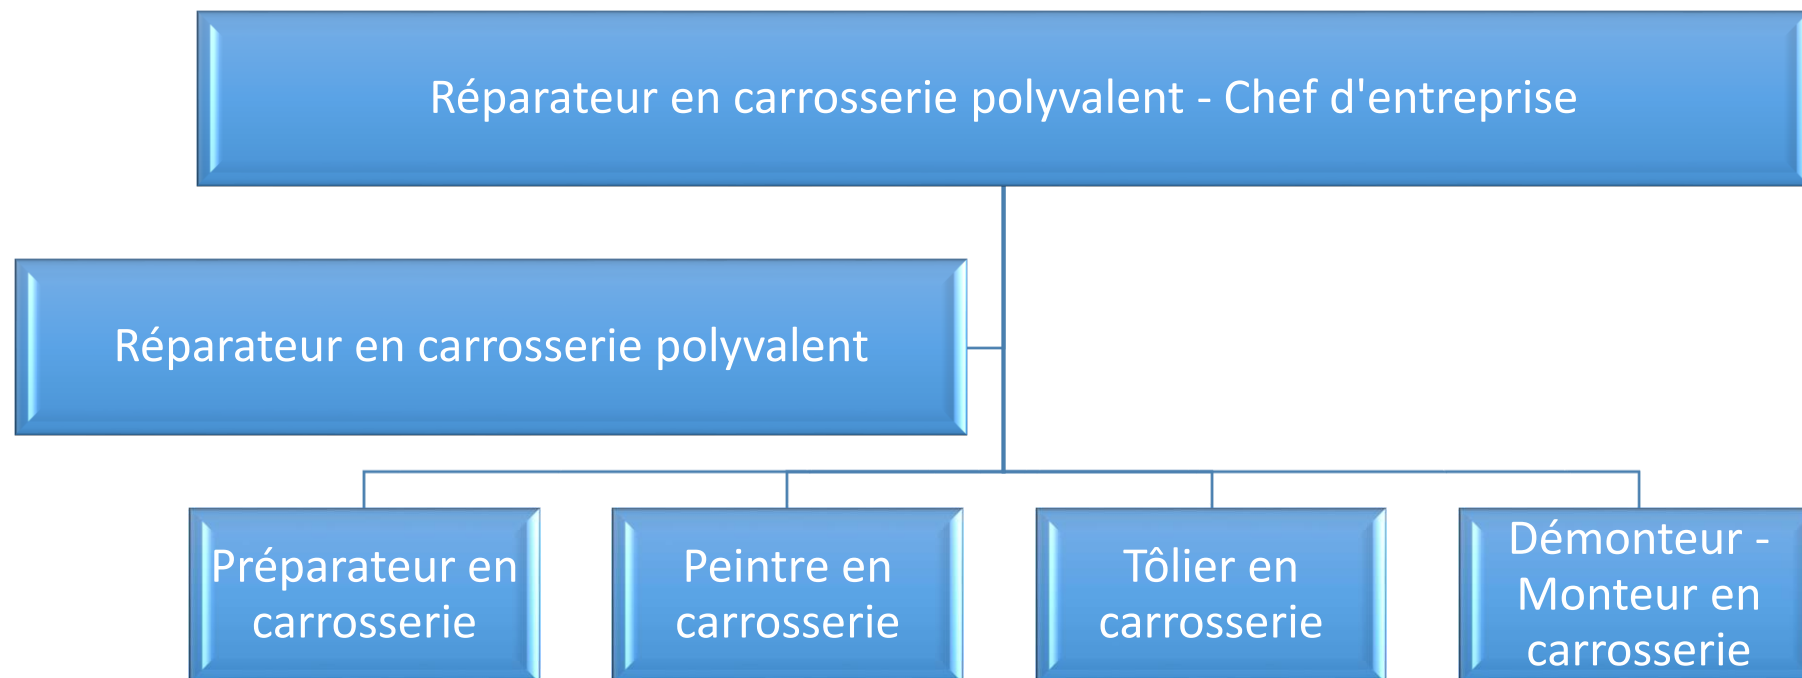 Réparateur en carrosserie polyvalent - Chef d'entreprise
Réparateur en carrosserie polyvalent
Préparateur en
carrosserie
Peintre en
carrosserie
Tôlier en
carrosserie
Démonteur -
Monteur en
carrosserie